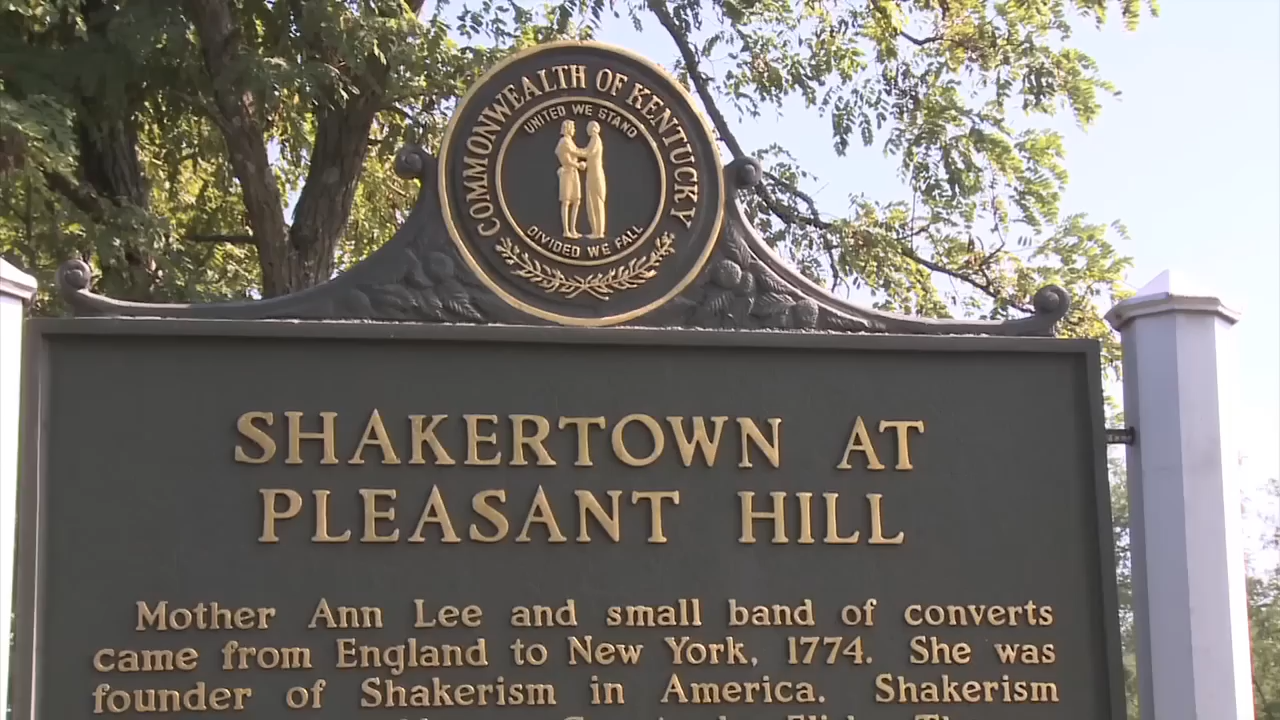 COMMONWEALTH OF KENTUCKY
UNITED WE STAND
DIVIDED WE FALL
SHAKERTOWN AT
PLEASANT HILL
Mother Ann Lee and small band of converts
came from England to New York, 1774. She was
founder of Shakerism in America. Shakerism